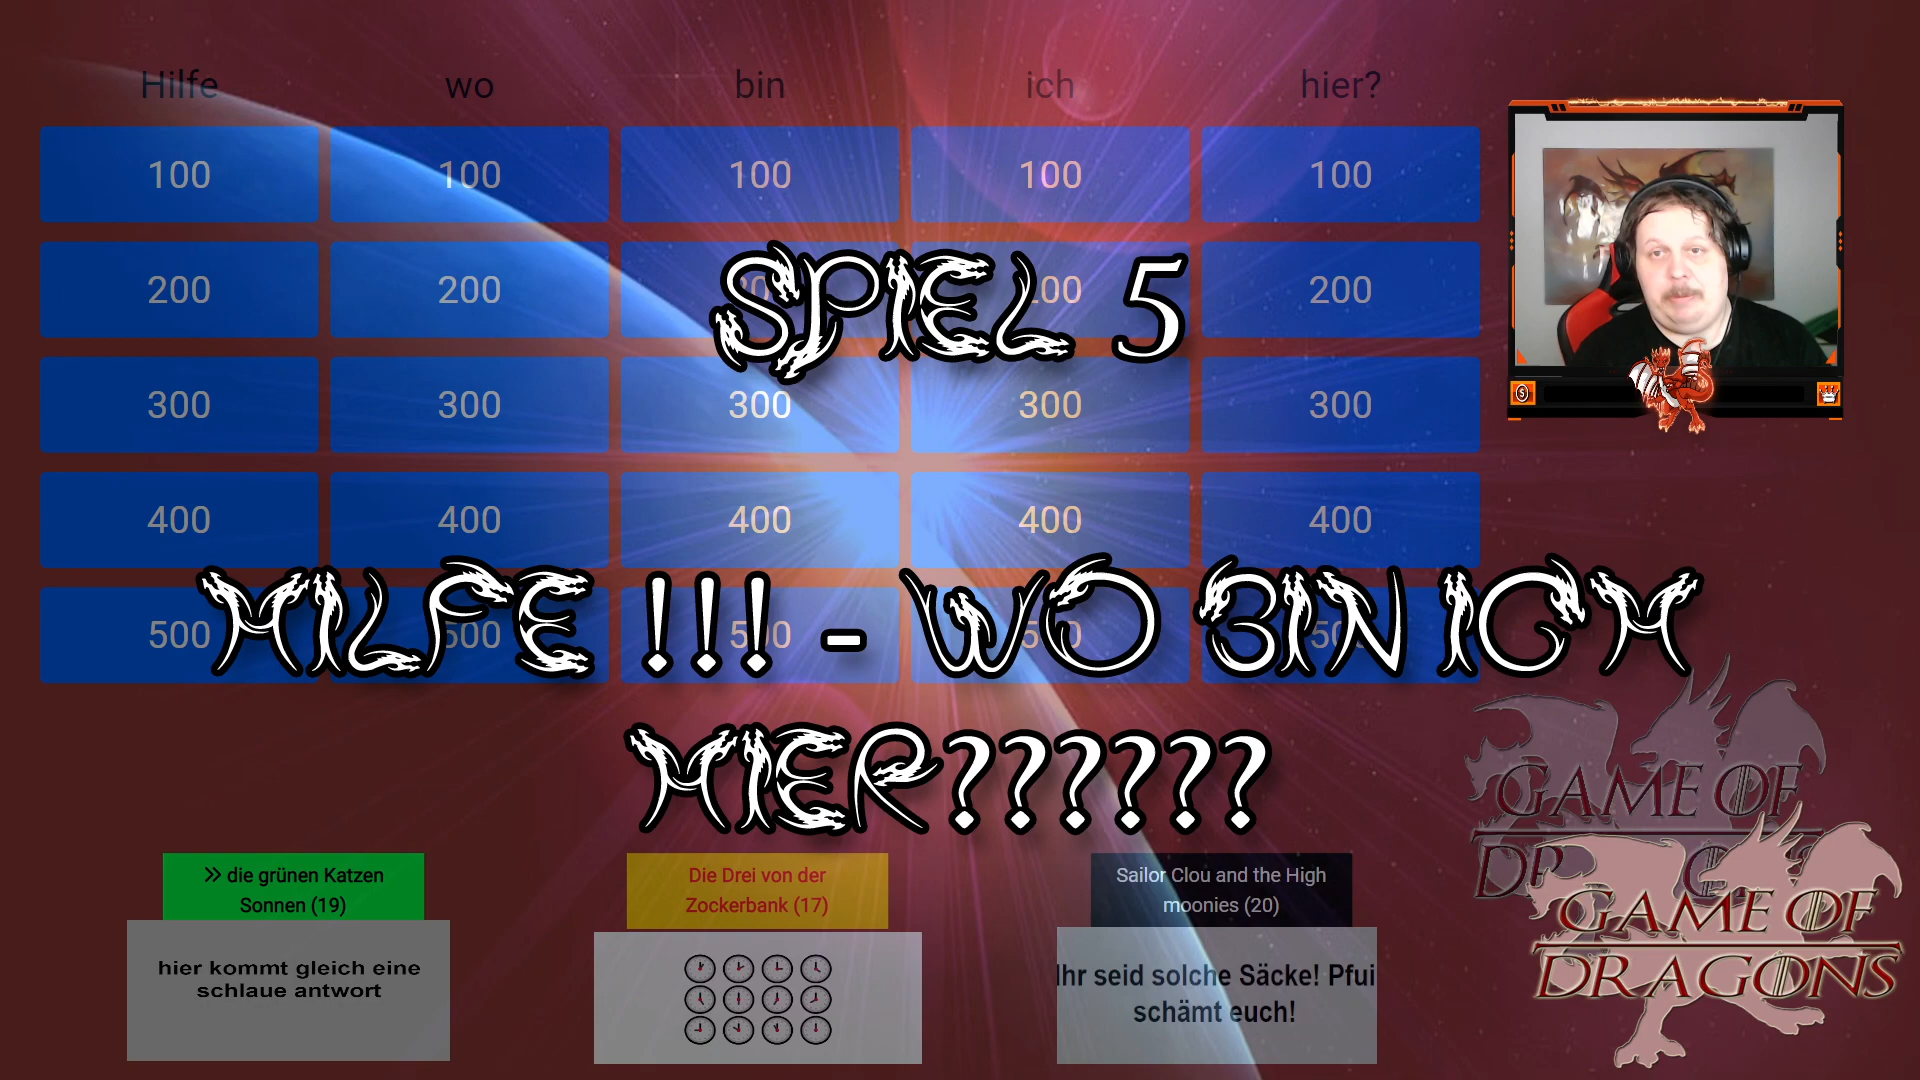 Hilfe wo bin ich hier?
100 100 100 100 100
200 200 200 200
SPIEL 5
300 300 300 300 300
400 400 400 400 400
500 500
HILFE !!! - WO BIN ICH
HIER??????
GAME OF
GAME OF
DRAGONS
» die grünen Katzen
Sonnen (19)
Die Drei von der
Zockerbank (17)
Sailor Clou and the High
moonies (20)
hier kommt gleich eine
schlaue antwort
Ihr seid solche Säcke! Pfui
schämt euch!